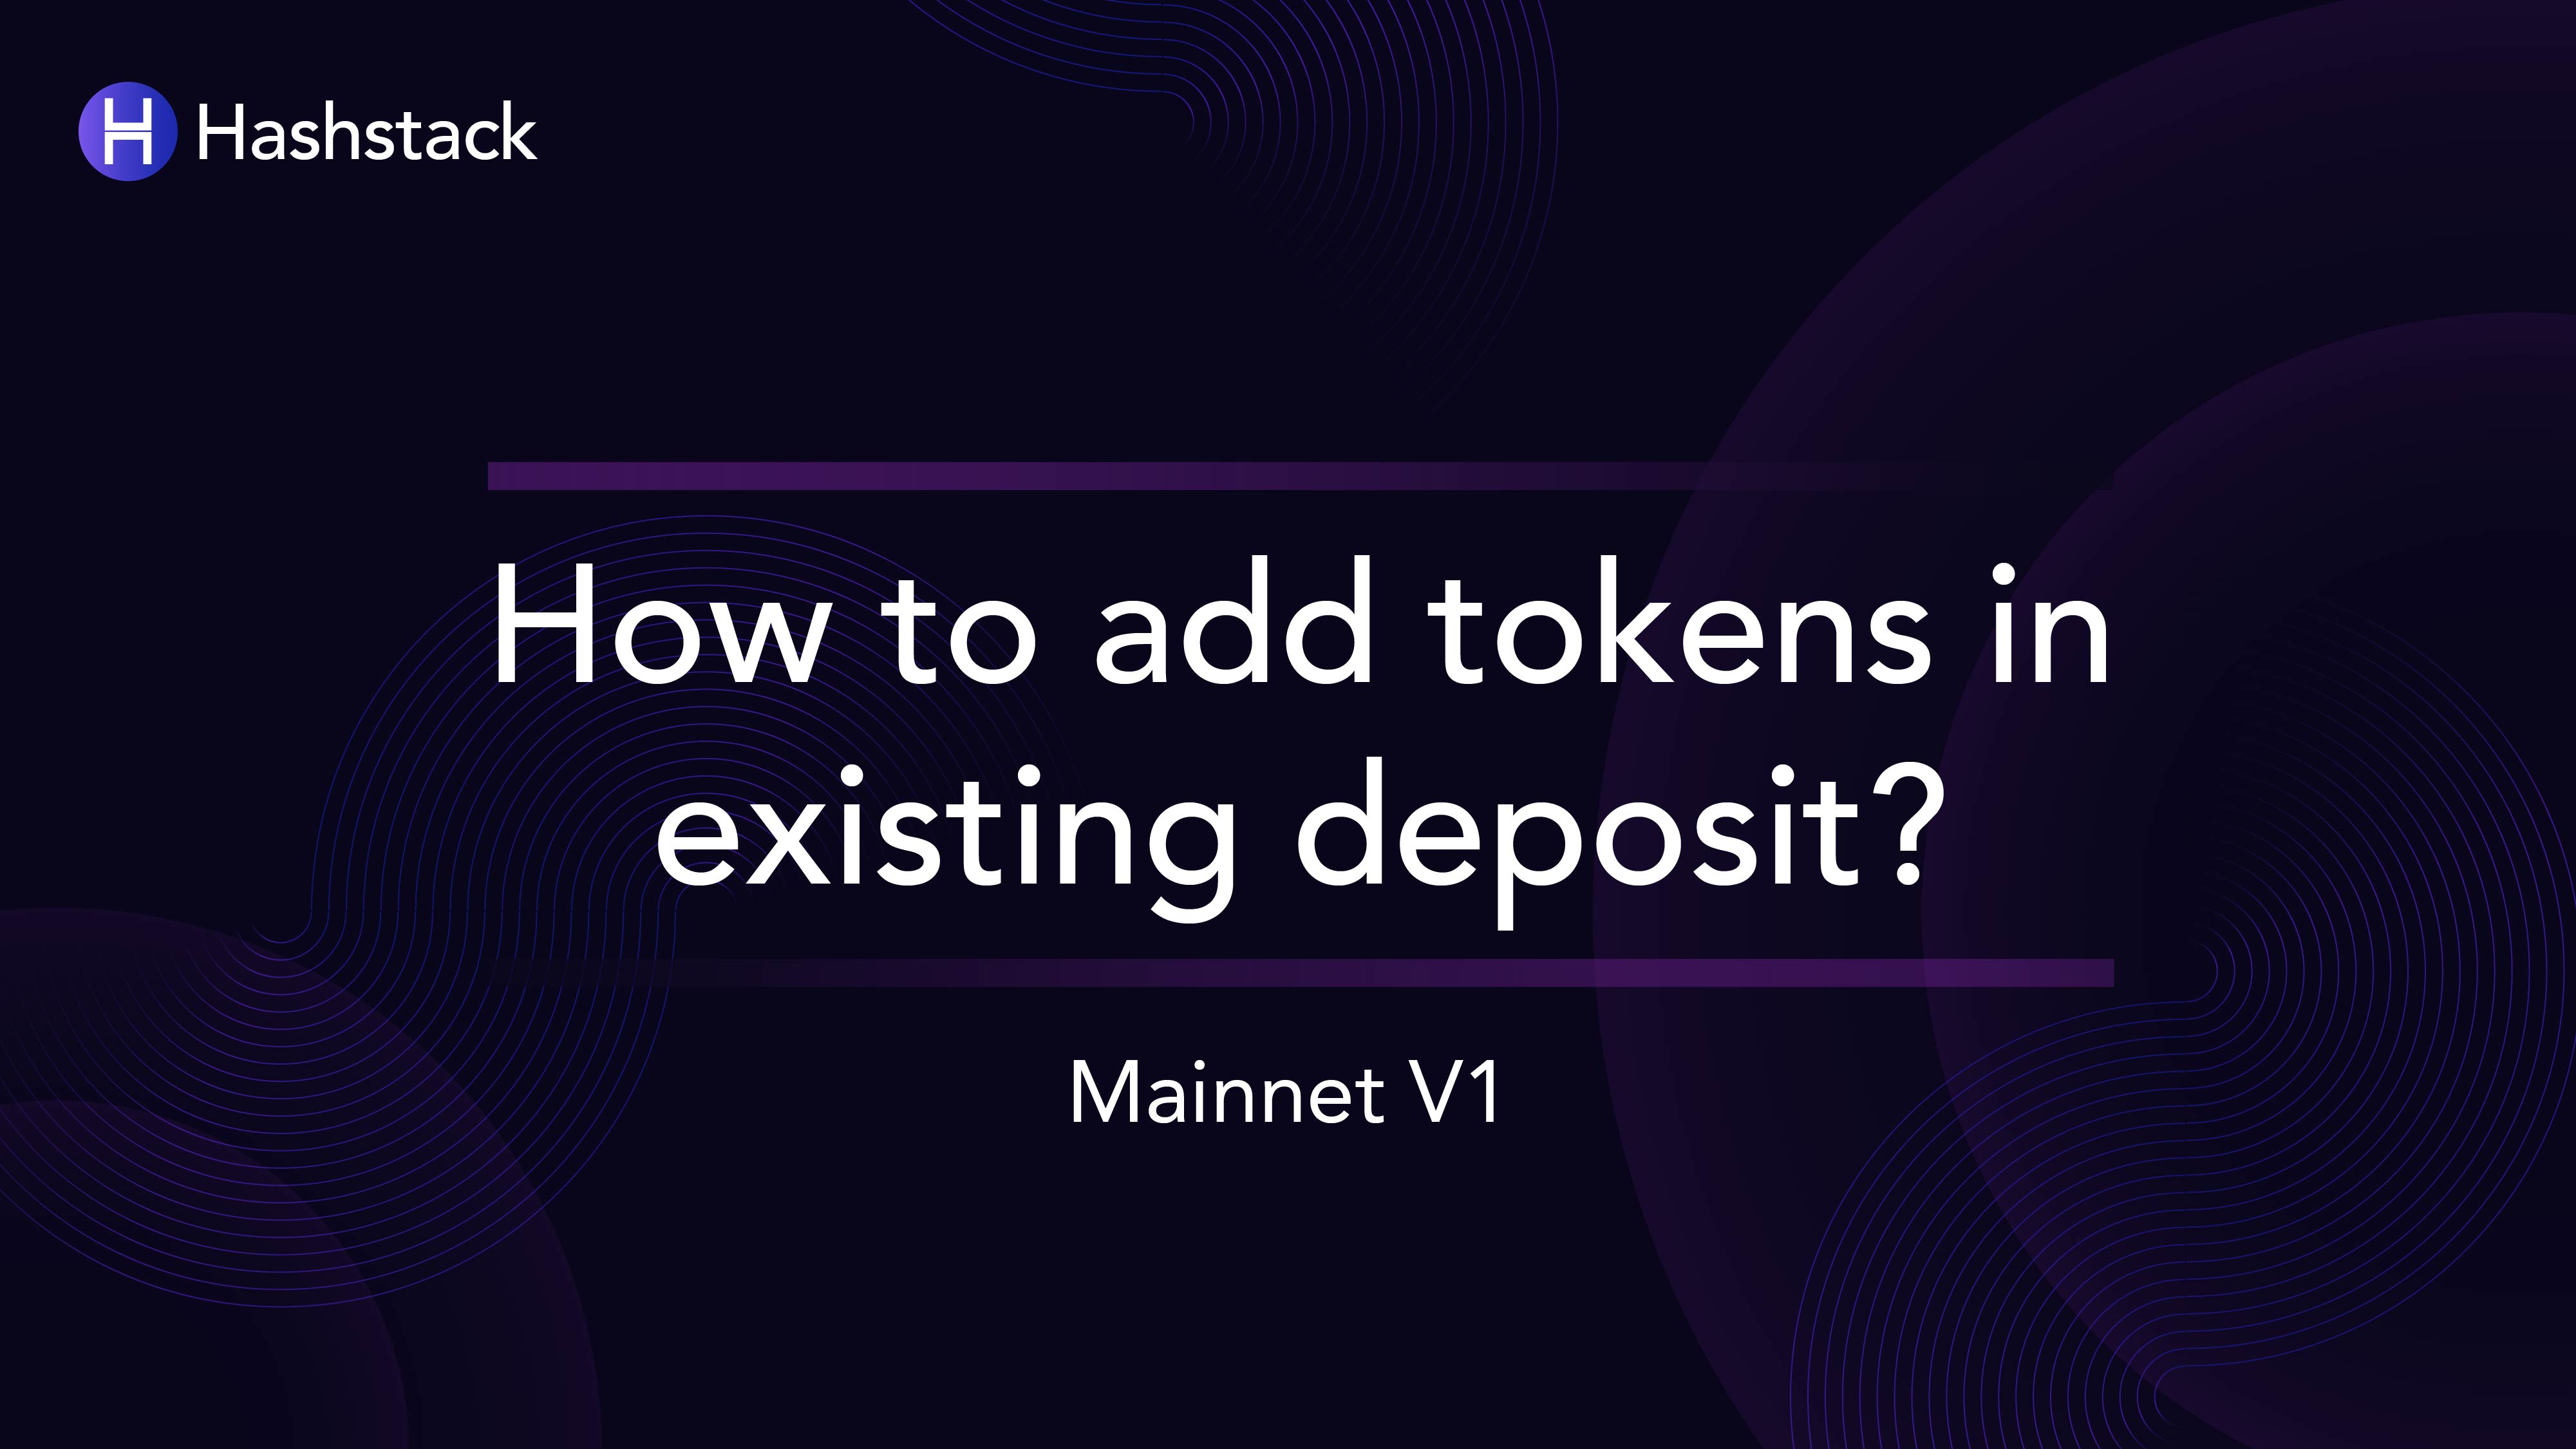 Hashstack
How to add tokens in
existing deposit?
Mainnet V1